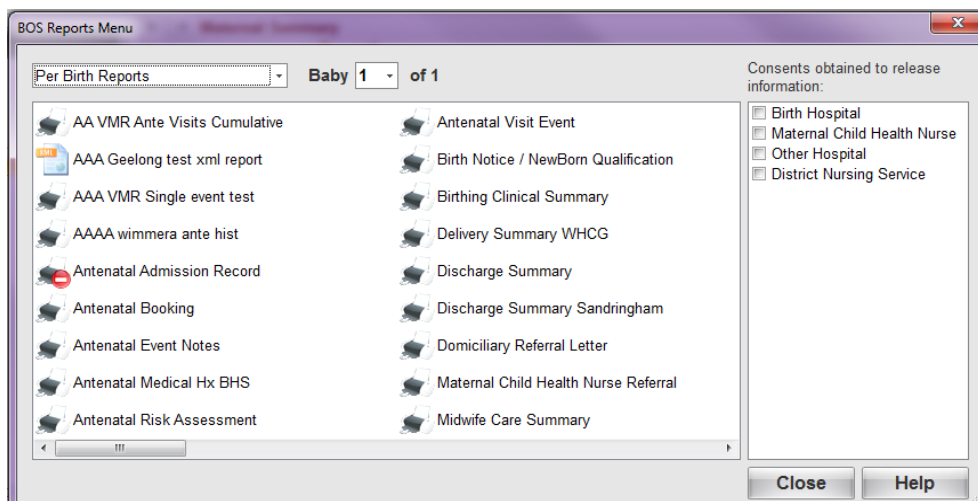 BOS Reports Menu
Maternal Summary
Per Birth Reports
Baby 1 of 1
Consents obtained to release
information:
Birth Hospital
Maternal Child Health Nurse
Other Hospital
District Nursing Service
AA VMR Ante Visits Cumulative
XML
AAA Geelong test xml report
AAA VMR Single event test
AAAA wimmera ante hist
Antenatal Admission Record
Antenatal Booking
Antenatal Event Notes
Antenatal Medical Hx BHS
Antenatal Risk Assessment
Antenatal Visit Event
Birth Notice / NewBorn Qualification
Birthing Clinical Summary
Delivery Summary WHCG
Discharge Summary
Discharge Summary Sandringham
Domiciliary Referral Letter
Maternal Child Health Nurse Referral
Midwife Care Summary
Close
Help